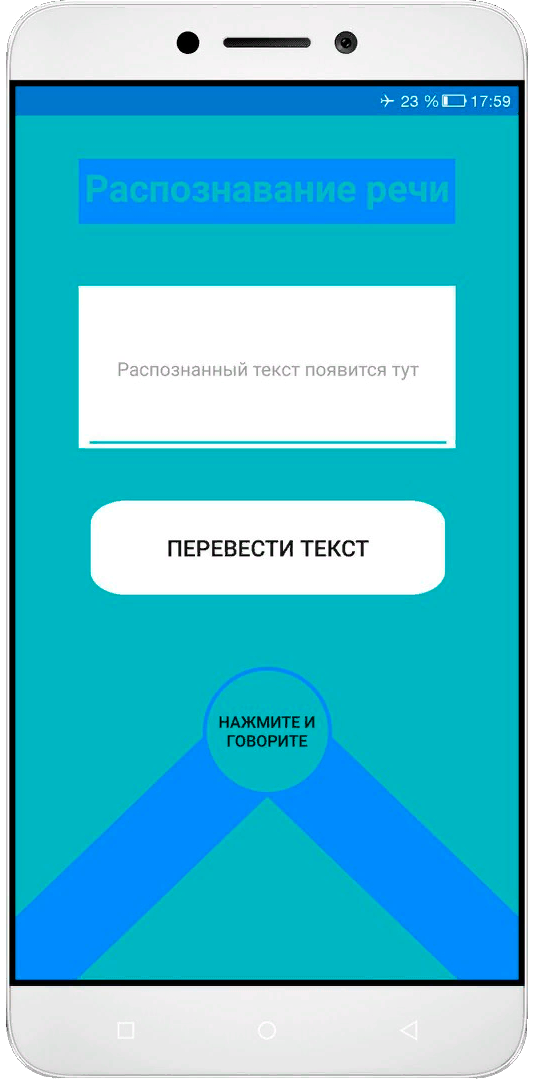 23 % 17:59
Распознавание речи
Распознанный текст появится тут
ПЕРЕВЕСТИ ТЕКСТ
НАЖМИТЕ И
ГОВОРИТЕ